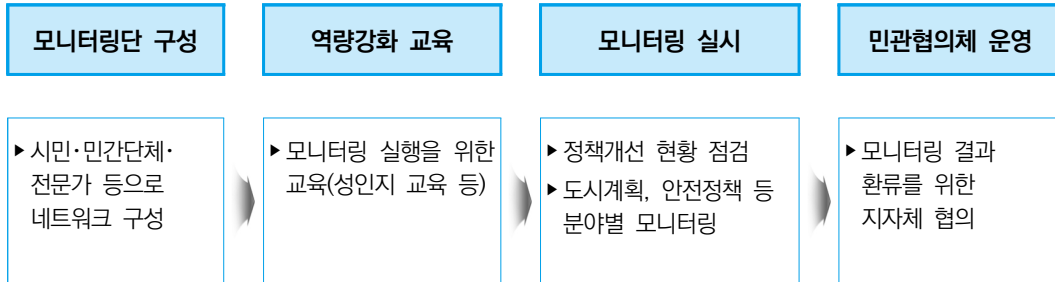 모니터링단 구성
역량강화 교육
모니터링 실시
민관협의체 운영
▶시민·민간단체·
전문가 등으로
네트워크 구성
▶모니터링 실행을 위한
교육(성인지 교육 등)
▶정책개선 현황 점검
▶도시계획, 안전정책 등
분야별 모니터링
▶모니터링 결과
환류를 위한
지자체 협의